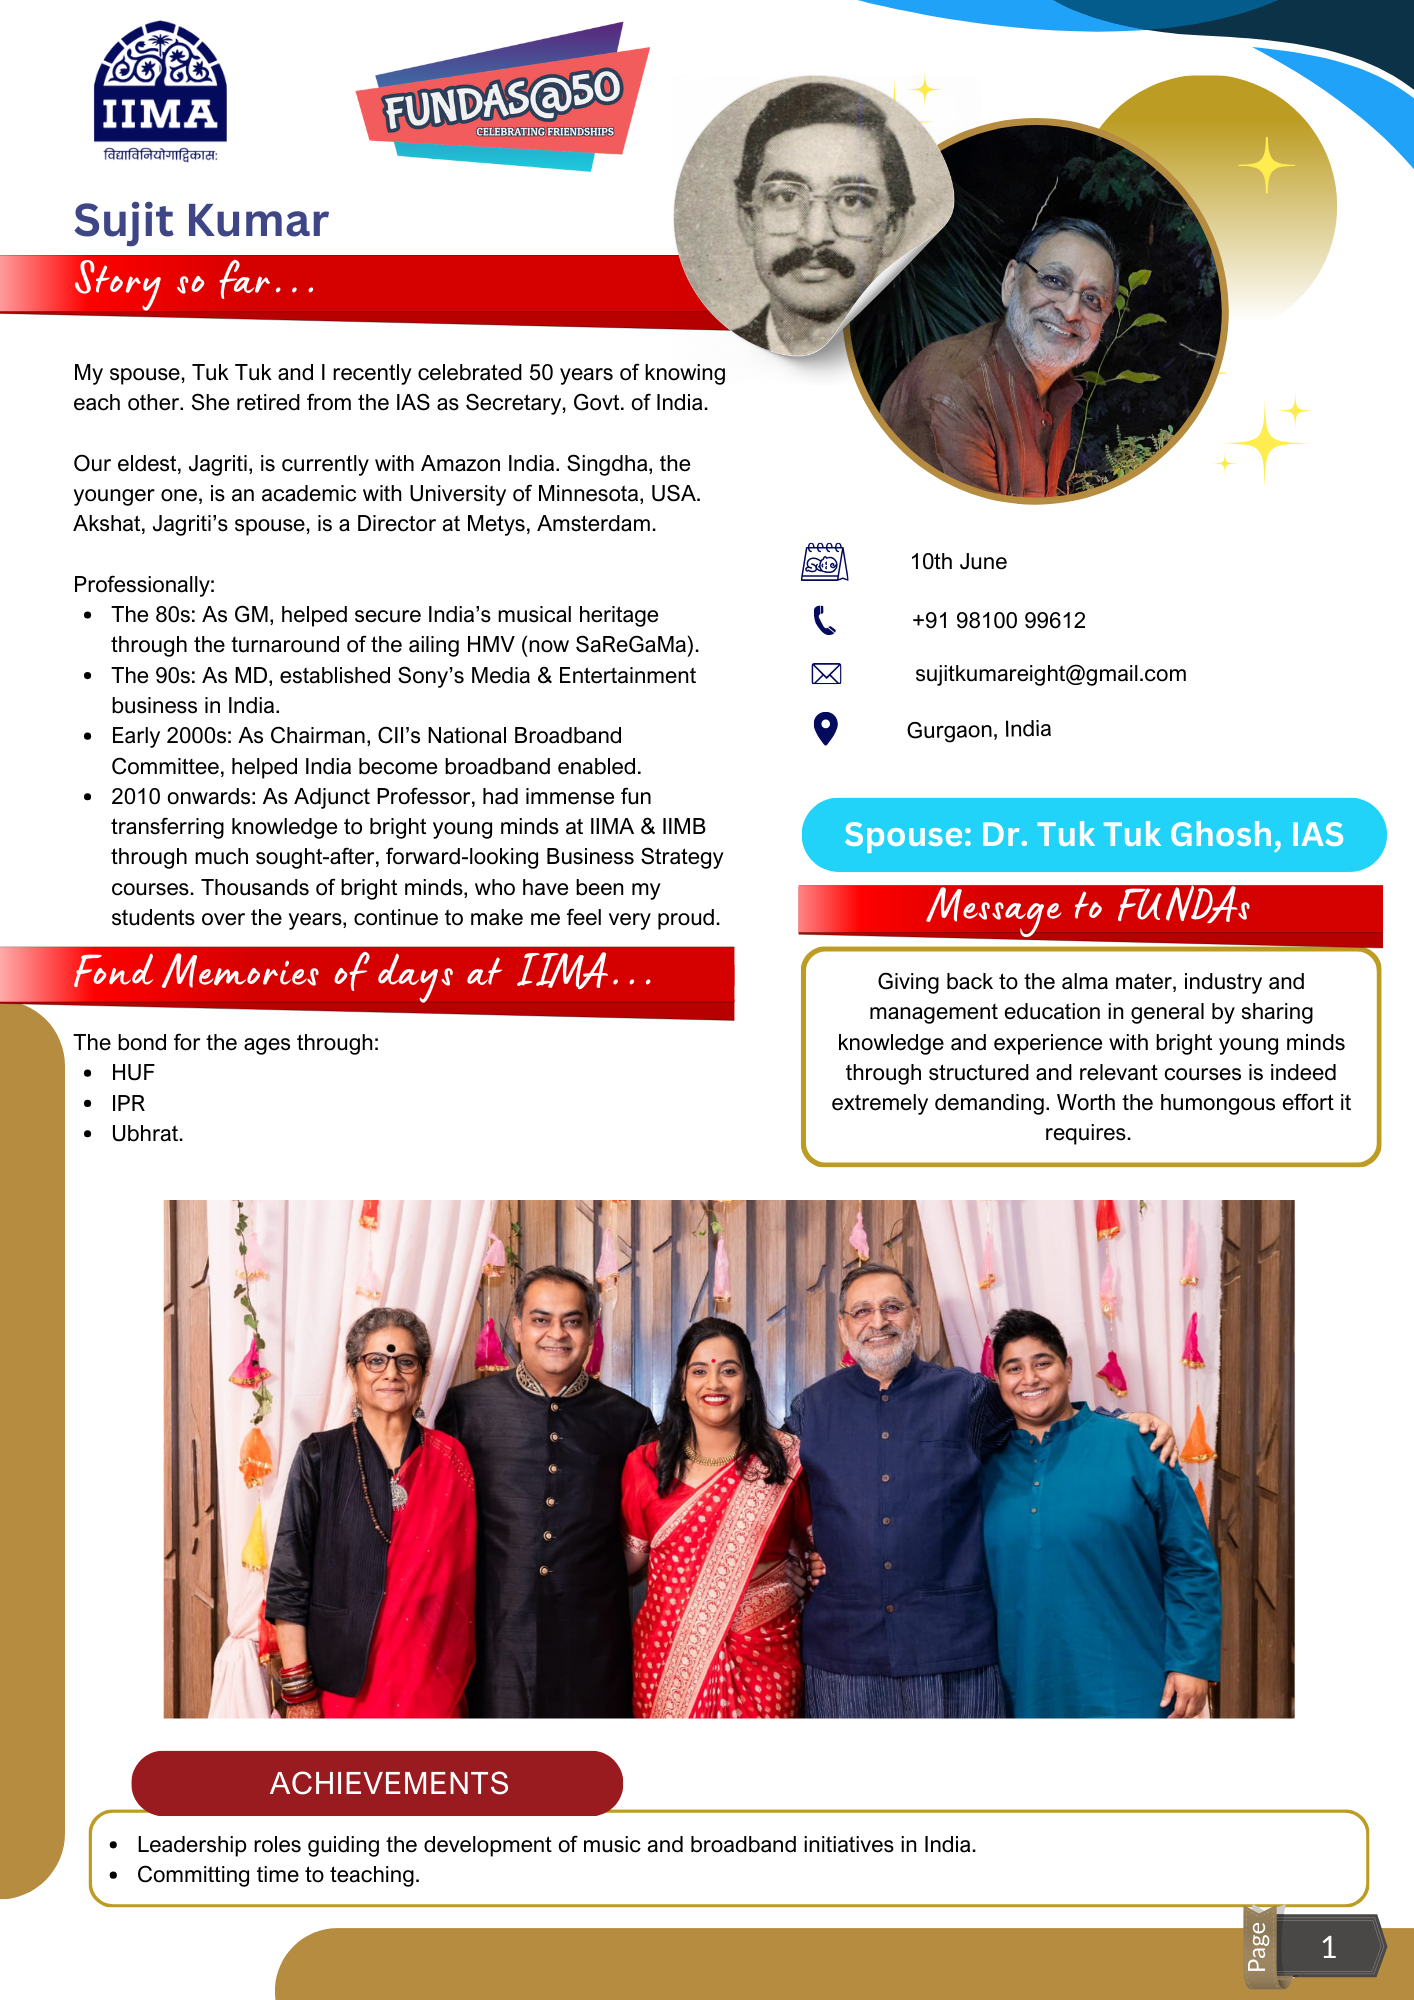 IIMA
विद्याविनियोगाद्विकास:
FUNDAS@50
CELEBRATING FRIENDSHIPS
Sujit Kumar
Story so far...
My spouse, Tuk Tuk and I recently celebrated 50 years of knowing
each other. She retired from the IAS as Secretary, Govt. of India.
Our eldest, Jagriti, is currently with Amazon India. Singdha, the
younger one, is an academic with University of Minnesota, USA.
Akshat, Jagriti’s spouse, is a Director at Metys, Amsterdam.
Professionally:
• The 80s: As GM, helped secure India’s musical heritage
through the turnaround of the ailing HMV (now SaReGaMa).
• The 90s: As MD, established Sony’s Media & Entertainment
business in India.
• Early 2000s: As Chairman, CII’s National Broadband
Committee, helped India become broadband enabled.
• 2010 onwards: As Adjunct Professor, had immense fun
transferring knowledge to bright young minds at IIMA & IIMB
through much sought-after, forward-looking Business Strategy
courses. Thousands of bright minds, who have been my
students over the years, continue to make me feel very proud.
Fond Memories of days at IIMA...
The bond for the ages through:
• HUF
• IPR
• Ubhrat.
10th June
+91 98100 99612
sujitkumareight@gmail.com
Gurgaon, India
Spouse: Dr. Tuk Tuk Ghosh, IAS
Message to FUNDAs
Giving back to the alma mater, industry and
management education in general by sharing
knowledge and experience with bright young minds
through structured and relevant courses is indeed
extremely demanding. Worth the humongous effort it
requires.
ACHIEVEMENTS
• Leadership roles guiding the development of music and broadband initiatives in India.
• Committing time to teaching.
Page
1